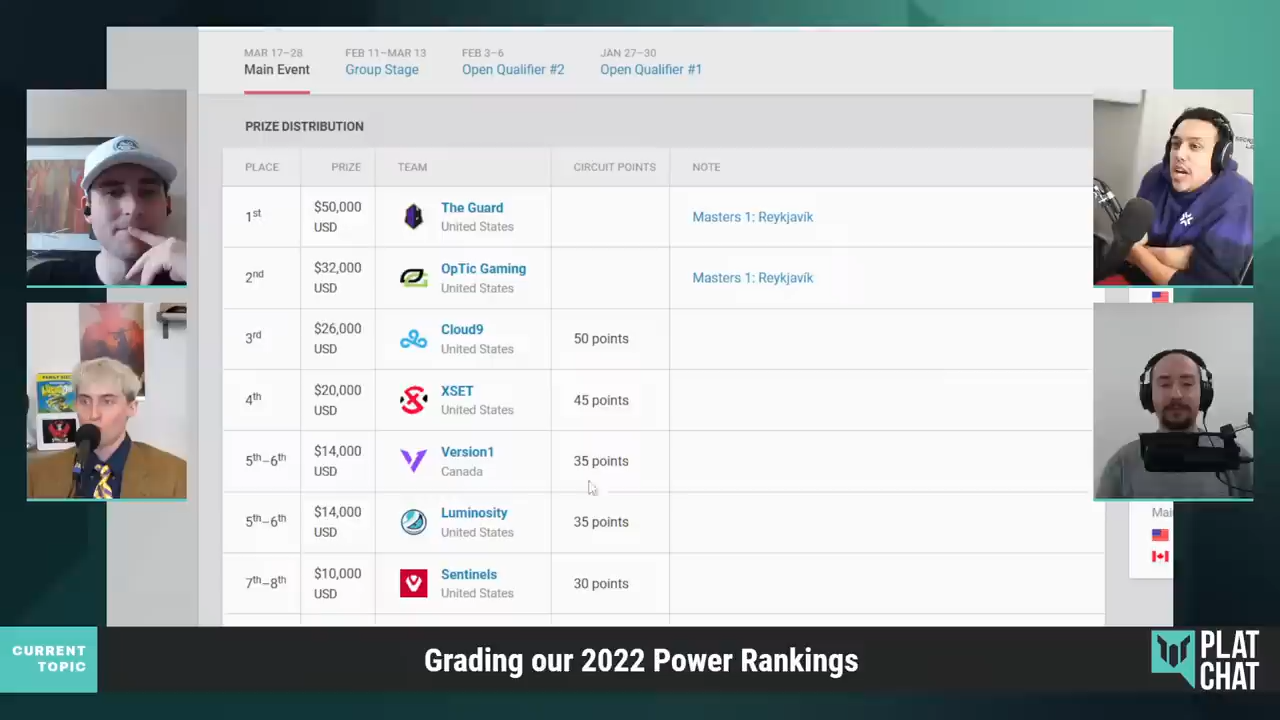 MAR 17–28
Main Event
FEB 11–MAR 13
Group Stage
FEB 3–6
Open Qualifier #2
JAN 27–30
Open Qualifier #1
PRIZE DISTRIBUTION
PLACE PRIZE TEAM CIRCUIT POINTS NOTE
1st $50,000 USD The Guard United States Masters 1: Reykjavík
2nd $32,000 USD OpTic Gaming United States Masters 1: Reykjavík
3rd $26,000 USD Cloud9 United States 50 points
4th $20,000 USD XSET United States 45 points
5th–6th $14,000 USD Version1 Canada 35 points
5th–6th $14,000 USD Luminosity United States 35 points
7th–8th $10,000 USD Sentinels United States 30 points
Mai
CURRENT
TOPIC
Grading our 2022 Power Rankings
PLAT
CHAT